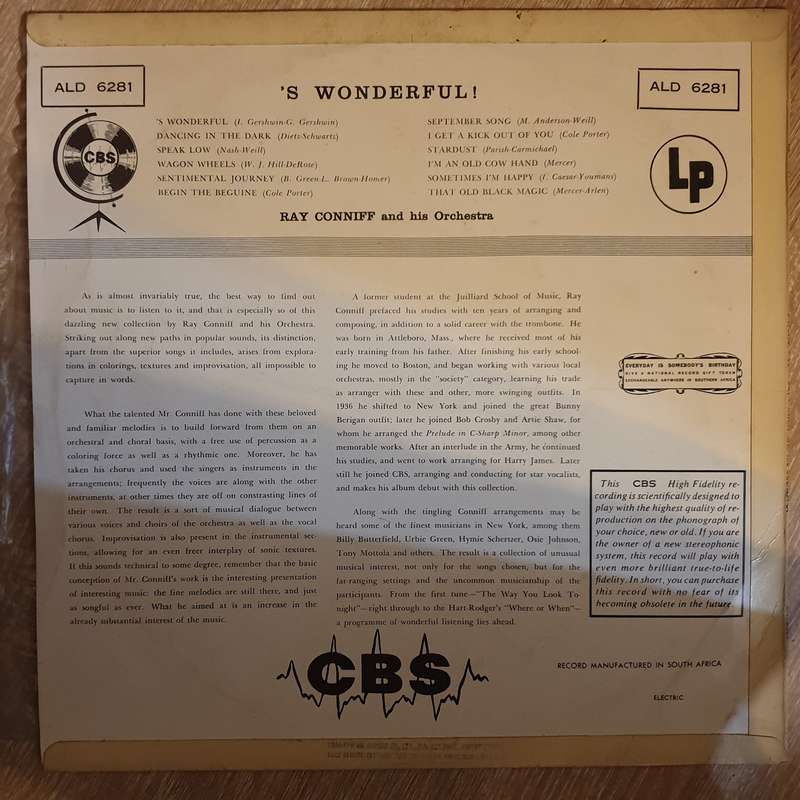 ALD 6281
'S WONDERFUL!
ALD 6281
CBS
'S WONDERFUL (I. Gershwin-G. Gershwin)
DANCING IN THE DARK (Dietz-Schwartz)
SPEAK LOW (Nash-Weill)
WAGON WHEELS (W. J. Hill-DeRose)
SENTIMENTAL JOURNEY (B. Green-L. Brown-Homer)
BEGIN THE BEGUINE (Cole Porter)
SEPTEMBER SONG (M. Anderson-Weill)
I GET A KICK OUT OF YOU (Cole Porter)
STARDUST (Parish-Carmichael)
I'M AN OLD COW HAND (Mercer)
SOMETIMES I'M HAPPY (I. Caesar-Youmans)
THAT OLD BLACK MAGIC (Mercer-Arlen)
Lp
RAY CONNIFF and his Orchestra
As is almost invariably true, the best way to find out
about music is to listen to it, and that is especially so of this
dazzling new collection by Ray Conniff and his Orchestra.
Striking out along new paths in popular sounds, its distinction,
apart from the superior songs it includes, arises from explora-
tions in colorings, textures and improvisation, all impossible to
capture in words.
What the talented Mr. Conniff has done with these beloved
and familiar melodies is to build forward from them on an
orchestral and choral basis, with a free use of percussion as a
coloring force as well as a rhythmic one. Moreover, he has
taken his chorus and used the singers as instruments in the
arrangements; frequently the voices are along with the other
instruments, at other times they are off on constrasting lines of
their own. The result is a sort of musical dialogue between
various voices and choirs of the orchestra as well as the vocal
chorus. Improvisation is also present in the instrumental sec-
tions, allowing for an even freer interplay of sonic textures.
If this sounds technical to some degree, remember that the basic
conception of Mr. Conniff's work is the interesting presentation
of interesting music: the fine melodies are still there, and just
as songful as ever. What he aimed at is an increase in the
already substantial interest of the music.
A former student at the Juilliard School of Music, Ray
Conniff prefaced his studies with ten years of arranging and
composing, in addition to a solid career with the trombone. He
was born in Attleboro, Mass., where he received most of his
early training from his father. After finishing his early school-
ing he moved to Boston, and began working with various local
orchestras, mostly in the "society" category, learning his trade
as arranger with these and other, more swinging outfits. In
1936 he shifted to New York and joined the great Bunny
Berigan outfit; later he joined Bob Crosby and Artie Shaw, for
whom he arranged the Prelude in C-Sharp Minor, among other
memorable works. After an interlude in the Army, he continued
his studies, and went to work arranging for Harry James. Later
still he joined CBS, arranging and conducting for star vocalists,
and makes his album debut with this collection.
Along with the tingling Conniff arrangements may be
heard some of the finest musicians in New York, among them
Billy Butterfield, Urbie Green, Hymie Schertzer, Osie Johnson,
Tony Mottola and others. The result is a collection of unusual
musical interest, not only for the songs chosen, but for the
far-ranging settings and the uncommon musicianship of the
participants. From the first tune—"The Way You Look To-
night"—right through to the Hart-Rodger's "Where or When"—
a programme of wonderful listening lies ahead.
EVERYDAY IS SOMEBODY'S BIRTHDAY
GIVE A NATIONAL RECORD GIFT TOKEN
EXCHANGEABLE ANYWHERE IN SOUTHERN AFRICA
This CBS High Fidelity re-
cording is scientifically designed to
play with the highest quality of re-
production on the phonograph of
your choice, new or old. If you are
the owner of a new stereophonic
system, this record will play with
even more brilliant true-to-life
fidelity. In short, you can purchase
this record with no fear of its
becoming obsolete in the future.
CBS
RECORD MANUFACTURED IN SOUTH AFRICA
ELECTRIC